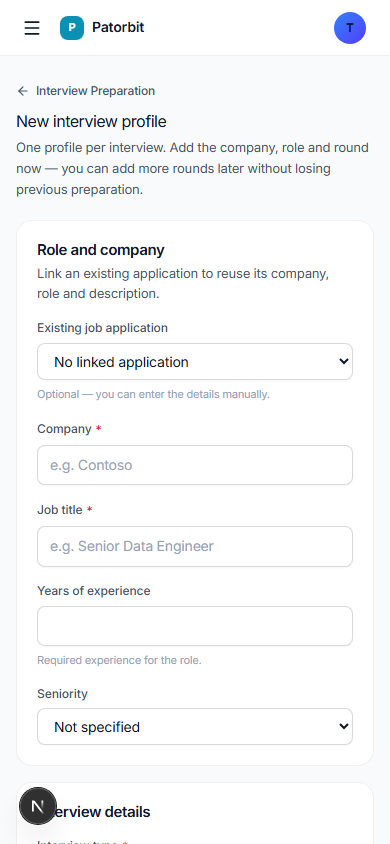 P Patorbit T
Interview Preparation
New interview profile
One profile per interview. Add the company, role and round
now — you can add more rounds later without losing
previous preparation.
Role and company
Link an existing application to reuse its company,
role and description.
Existing job application
No linked application
Optional — you can enter the details manually.
Company *
e.g. Contoso
Job title *
e.g. Senior Data Engineer
Years of experience
Required experience for the role.
Seniority
Not specified
N
erview details